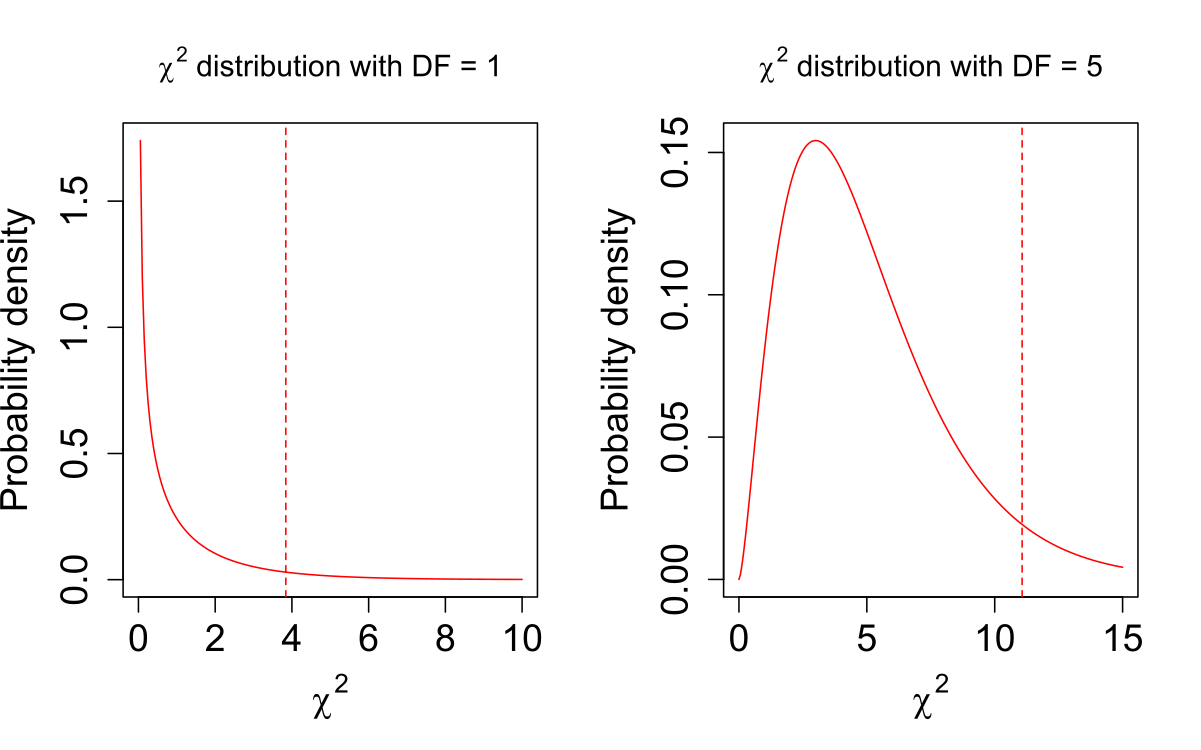 χ² distribution with DF = 1
Probability density
0.0 0.5 1.0 1.5
0 2 4 6 8 10
χ²
χ² distribution with DF = 5
Probability density
0.00 0.05 0.10 0.15
0 5 10 15
χ²